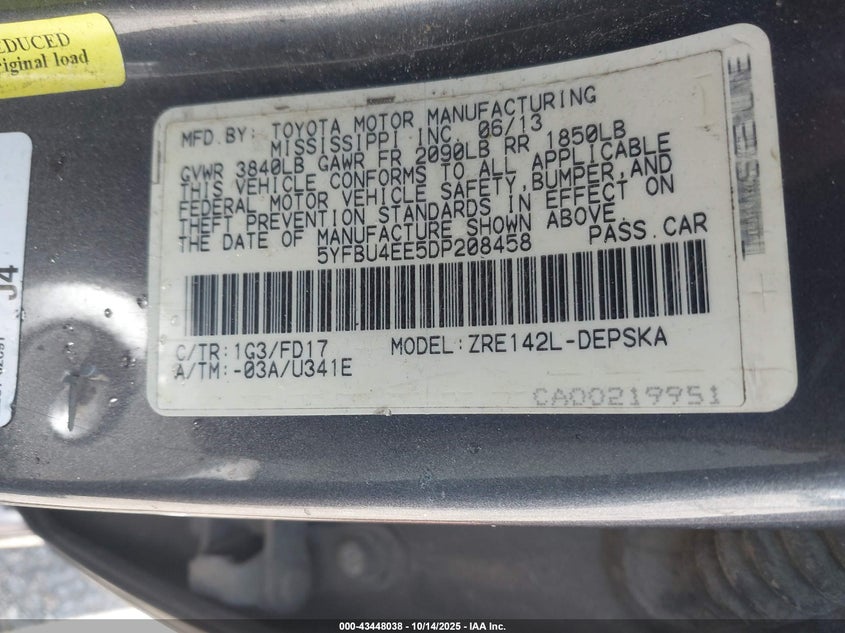 EDUCED
iginal load
MFD.BY: TOYOTA MOTOR MANUFACTURING
MISSISSIPPI INC. 06/13
GVWR 3840LB GAWR FR 2090LB RR 1850LB
THIS VEHICLE CONFORMS TO ALL APPLICABLE
FEDERAL MOTOR VEHICLE SAFETY,BUMPER,AND
THEFT PREVENTION STANDARDS IN EFFECT ON
THE DATE OF MANUFACTURE SHOWN ABOVE.
5YFBU4EE5DP208458 PASS.CAR
C/TR:1G3/FD17 MODEL:ZRE142L-DEPSKA
A/TM:-03A/U341E
CA00219951
J4
000-43448038 - 10/14/2025 - IAA Inc.